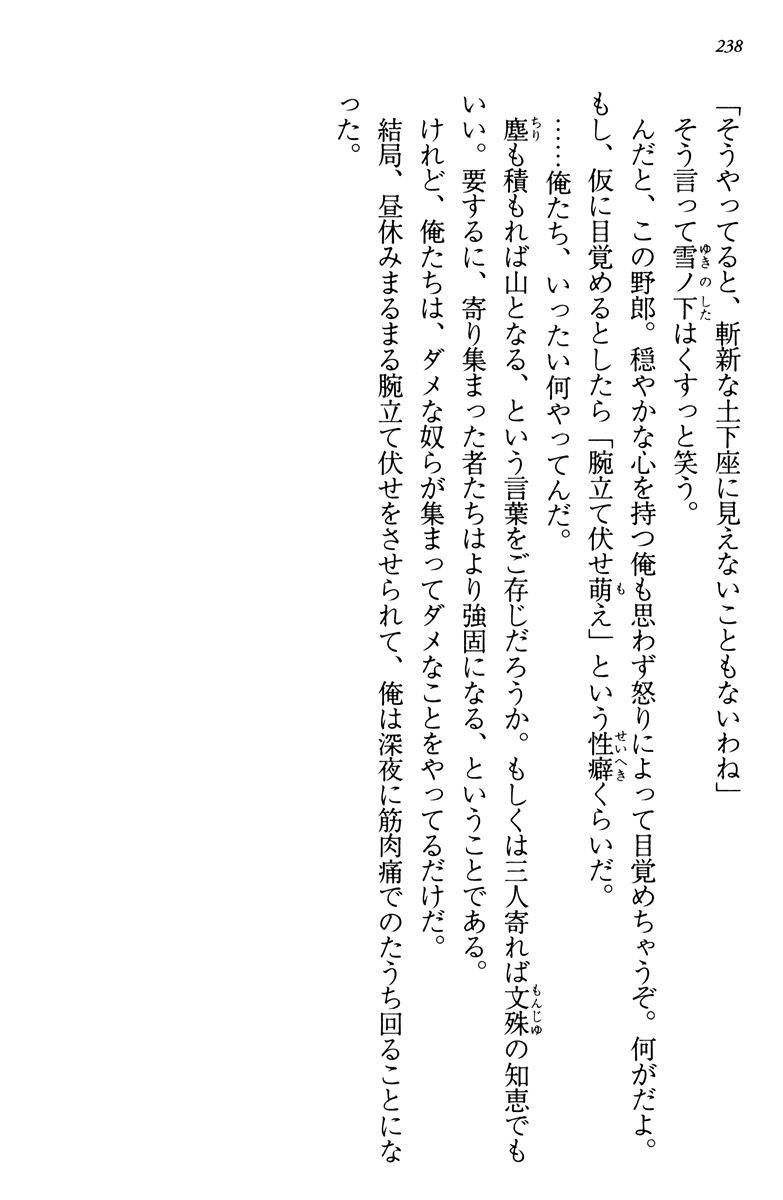 238
「そうやってると、斬新な土下座に見えないこともないわね」
そう言って雪ノ下はくすっと笑う。
んだと、この野郎。穏やかな心を持つ俺も思わず怒りによって目覚めちゃうぞ。何がだよ。
もし、仮に目覚めるとしたら「腕立て伏せ萌え」という性癖くらいだ。
……俺たち、いったい何やってんだ。
塵も積もれば山となる、という言葉をご存じだろうか。もしくは三人寄れば文殊の知恵でも
いい。要するに、寄り集まった者たちはより強固になる、ということである。
けれど、俺たちは、ダメな奴らが集まってダメなことをやってるだけだ。
結局、昼休みまるまる腕立て伏せをさせられて、俺は深夜に筋肉痛でのたうち回ることにな
った。